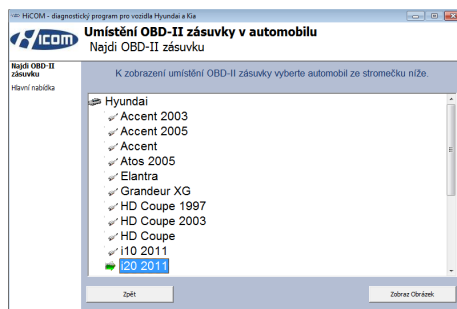 HiCOM - diagnostický program pro vozidla Hyundai a Kia
HICOM
Umístění OBD-II zásuvky v automobilu
Najdi OBD-II zásuvku
Najdi OBD-II
zásuvku
Hlavní nabídka
K zobrazení umístění OBD-II zásuvky vyberte automobil ze stromečku níže.
Hyundai
Accent 2003
Accent 2005
Accent
Atos 2005
Elantra
Grandeur XG
HD Coupe 1997
HD Coupe 2003
HD Coupe
i10 2011
i20 2011
Zpět
Zobraz Obrázek